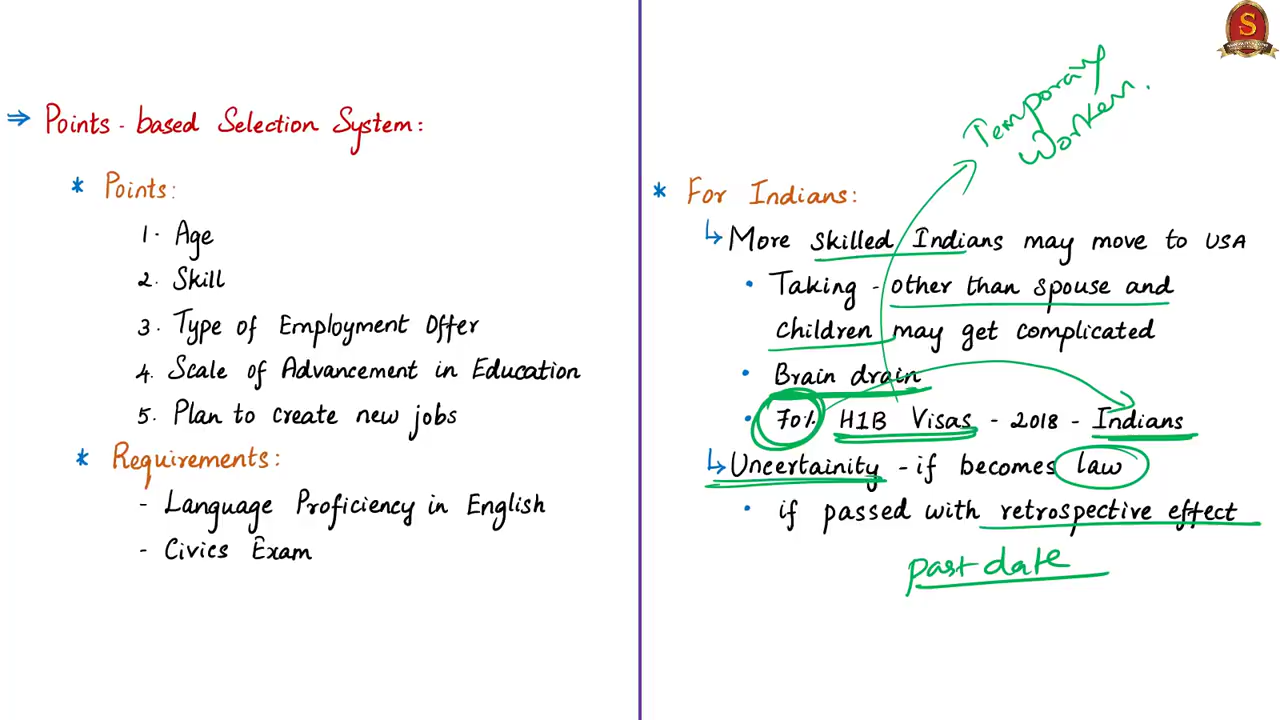 ⇒ Points - based Selection System:
* Points:
1. Age
2. Skill
3. Type of Employment Offer
4. Scale of Advancement in Education
5. Plan to create new jobs
* Requirements:
- Language Proficiency in English
- Civics Exam
Temporary
Workers.
* For Indians:
↳ More skilled Indians may move to USA
• Taking - other than spouse and
children may get complicated
• Brain drain
• 70% H1B Visas - 2018 - Indians
↳ Uncertainity - if becomes law
• if passed with retrospective effect
past date
S